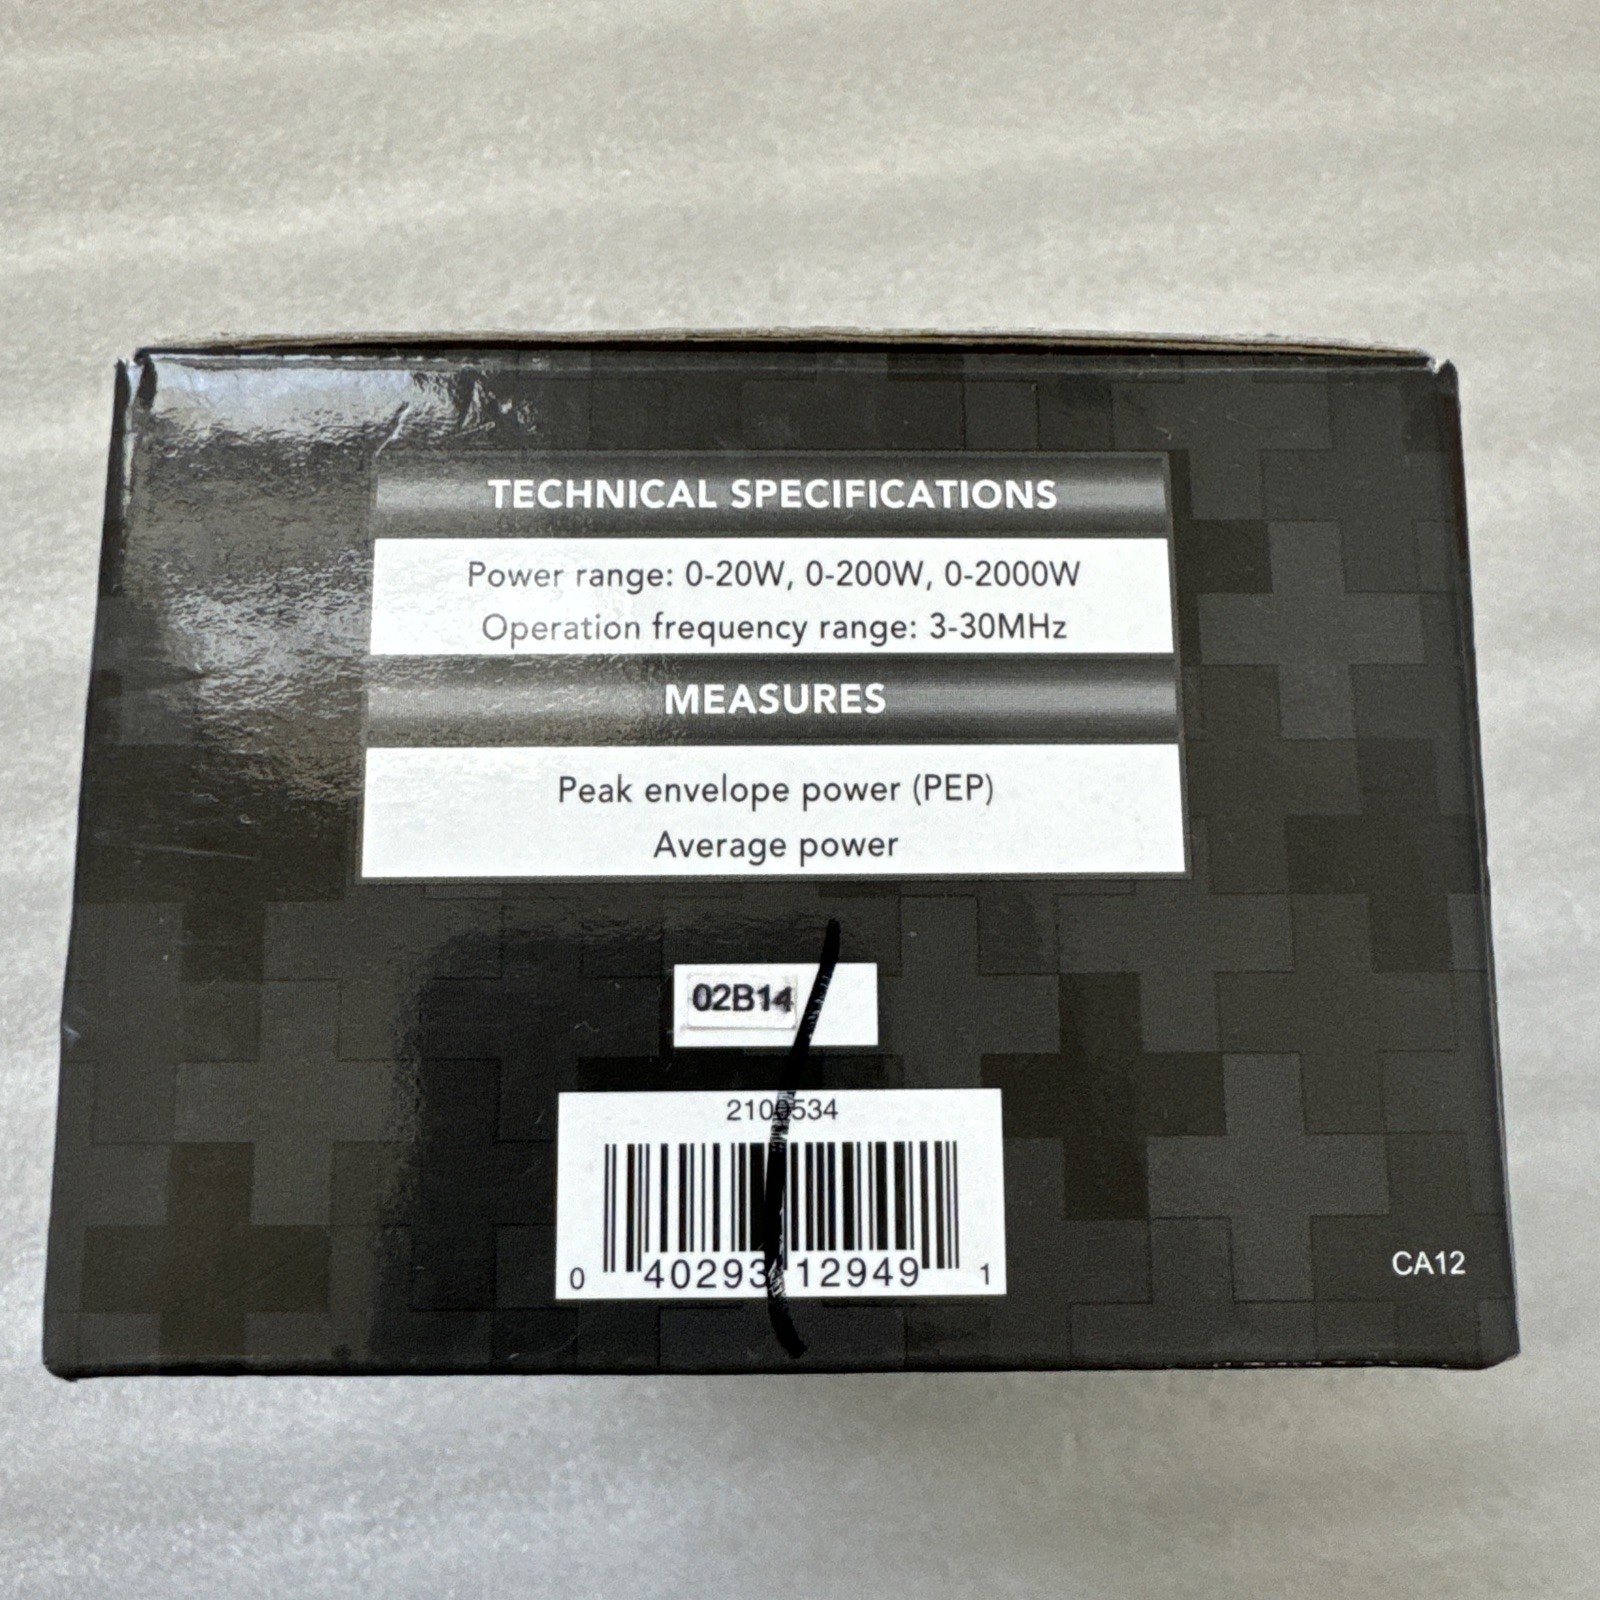 TECHNICAL SPECIFICATIONS
Power range: 0-20W, 0-200W, 0-2000W
Operation frequency range: 3-30MHz
MEASURES
Peak envelope power (PEP)
Average power
02B14
2100534
0 40293 12949 1
CA12